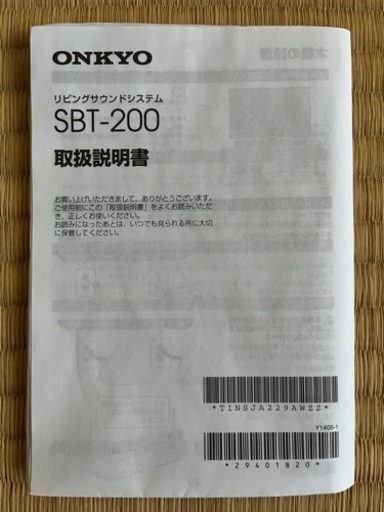 ONKYO
リビングサウンドシステム
SBT-200
取扱説明書
お買い上げいただきまして、ありがとうございます。
ご使用前にこの「取扱説明書」をよくお読みいただ
き、正しくお使いください。
お読みになったあとは、いつでも見られる所に大切
に保管してください。
*TINSJA229AWZZ*
Y1405-1
*29401820*